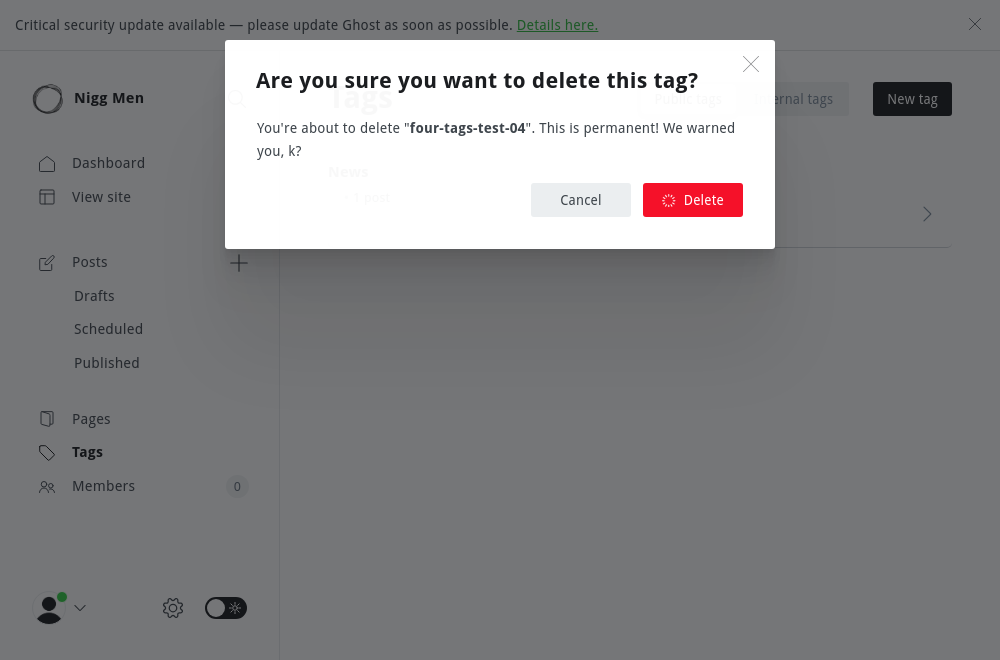 Critical security update available — please update Ghost as soon as possible. Details here.
Nigg Men
Dashboard
View site
Posts
Drafts
Scheduled
Published
Pages
Tags
Members
0
Tags
Public tags
Internal tags
New tag
News
1 post
Are you sure you want to delete this tag?
You're about to delete "four-tags-test-04". This is permanent! We warned
you, k?
Cancel
Delete